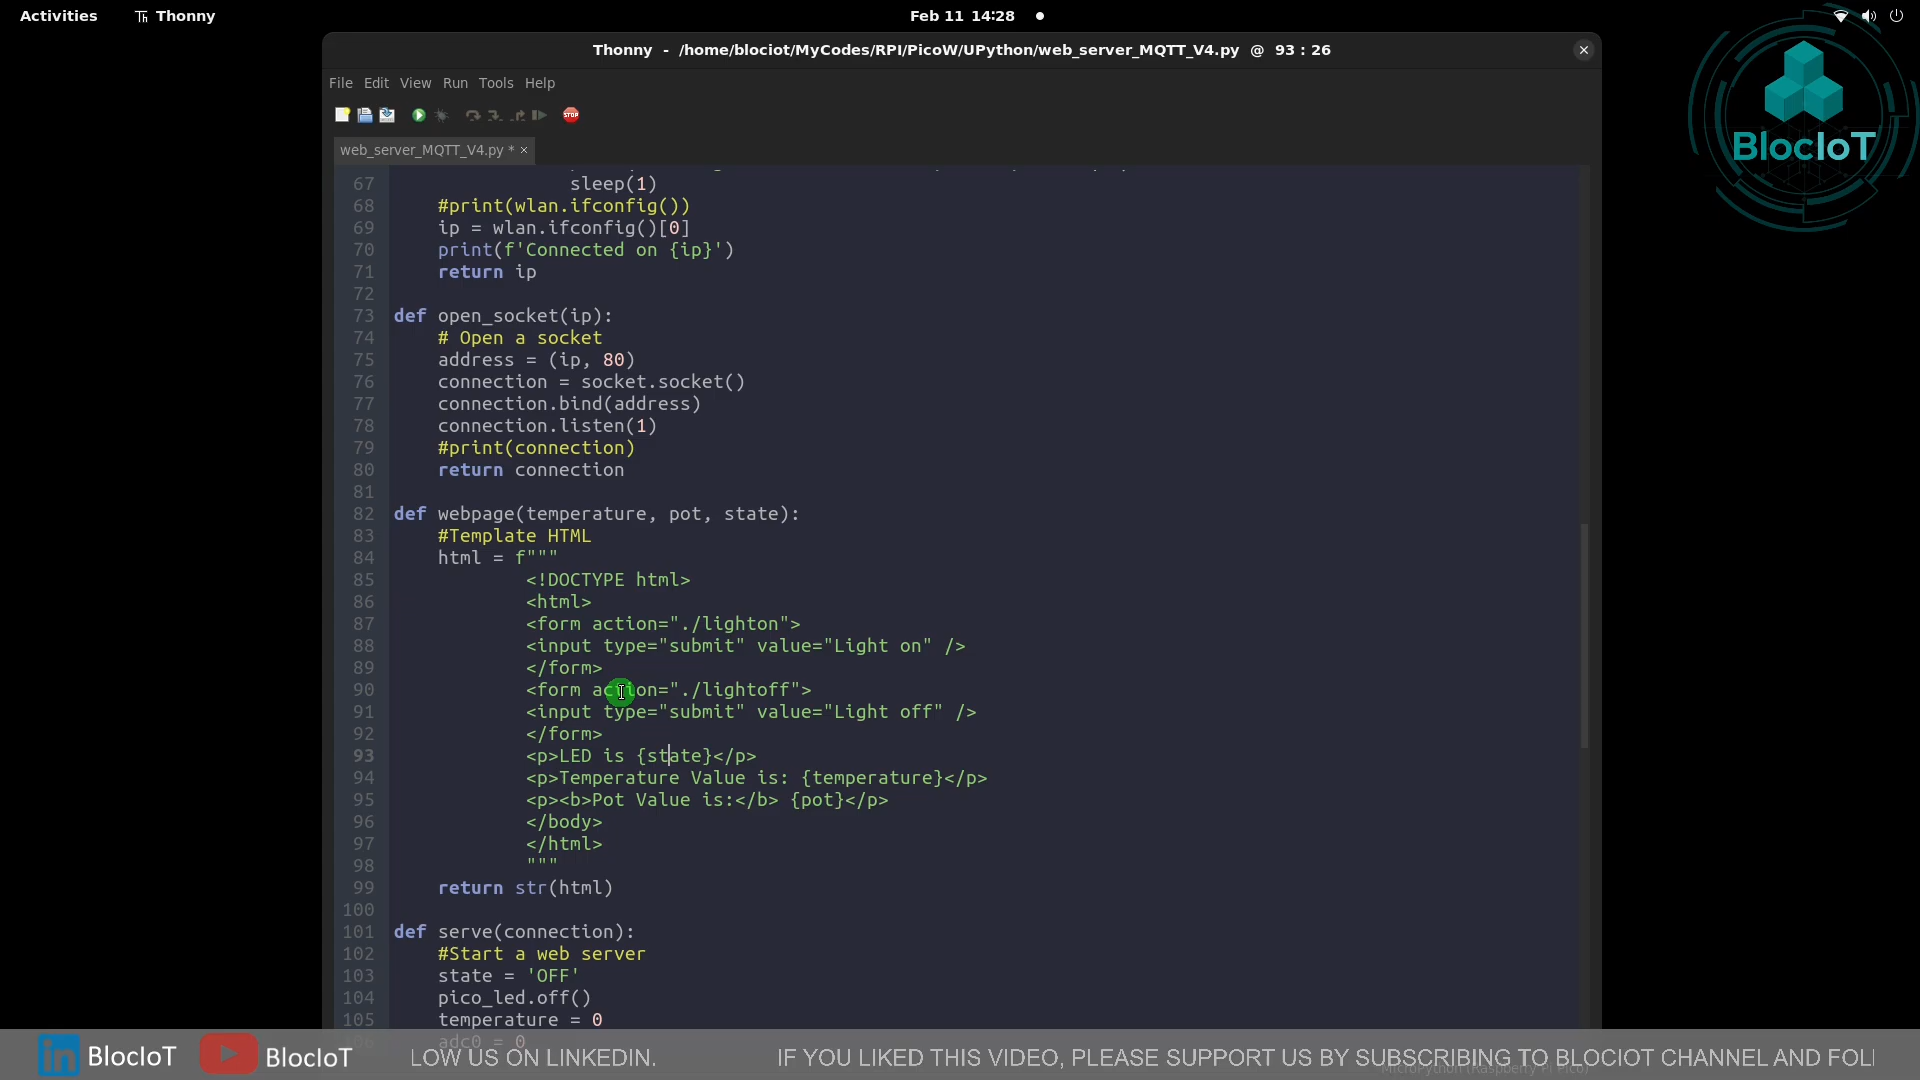 Activities Thonny Feb 11 14:28
Thonny - /home/blociot/MyCodes/RPI/PicoW/UPython/web_server_MQTT_V4.py @ 93 : 26
File Edit View Run Tools Help
STOP
web_server_MQTT_V4.py * ×
BlocIoT
67 sleep(1)
68 #print(wlan.ifconfig())
69 ip = wlan.ifconfig()[0]
70 print(f'Connected on {ip}')
71 return ip
72
73 def open_socket(ip):
74 # Open a socket
75 address = (ip, 80)
76 connection = socket.socket()
77 connection.bind(address)
78 connection.listen(1)
79 #print(connection)
80 return connection
81
82 def webpage(temperature, pot, state):
83 #Template HTML
84 html = f"""
85 <!DOCTYPE html>
86 <html>
87 <form action="./lighton">
88 <input type="submit" value="Light on" />
89 </form>
90 <form action="./lightoff">
91 <input type="submit" value="Light off" />
92 </form>
93 <p>LED is {state}</p>
94 <p>Temperature Value is: {temperature}</p>
95 <p><b>Pot Value is:</b> {pot}</p>
96 </body>
97 </html>
98 """
99 return str(html)
100
101 def serve(connection):
102 #Start a web server
103 state = 'OFF'
104 pico_led.off()
105 temperature = 0
106 adc0 = 0
in BlocIoT BlocIoT LOW US ON LINKEDIN. IF YOU LIKED THIS VIDEO, PLEASE SUPPORT US BY SUBSCRIBING TO BLOCIOT CHANNEL AND FOL
MicroPython (Raspberry Pi Pico)